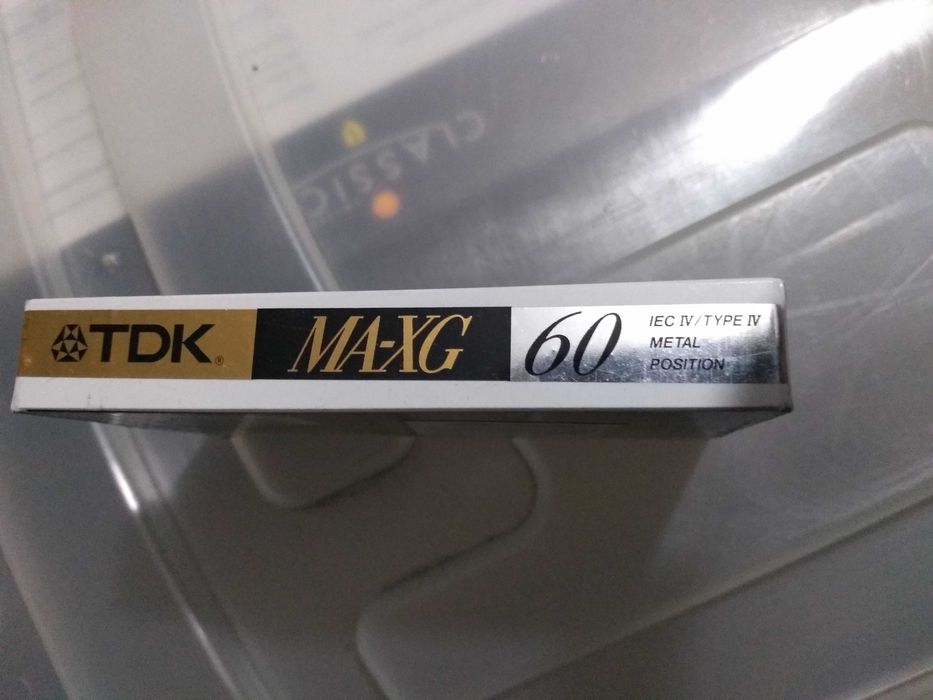 CLASSIC
TDK®
MA-XG
60
IEC IV/TYPE IV
METAL
POSITION